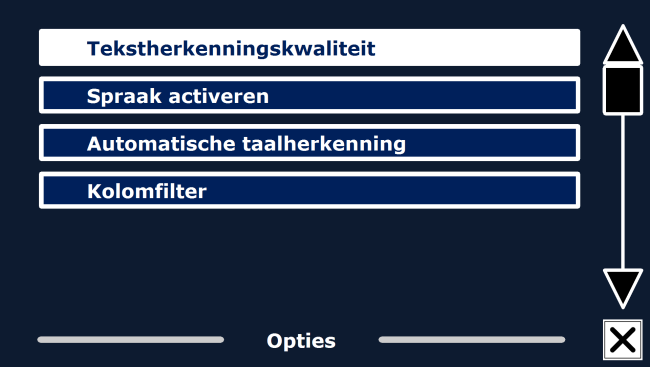 Tekstherkenningskwaliteit
Spraak activeren
Automatische taalherkenning
Kolomfilter
Opties